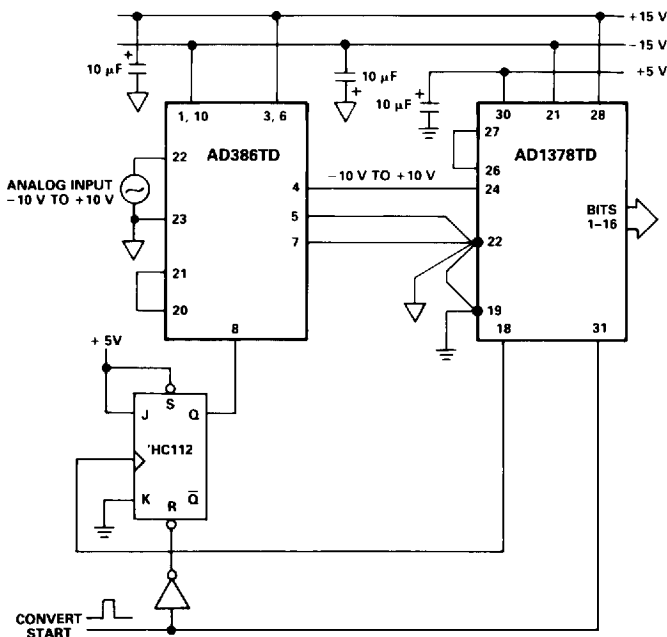 +15 V
−15 V
+5 V
10 μF
+
10 μF
+
10 μF
+
1, 10
3, 6
30
21
28
AD386TD
AD1378TD
22
27
26
ANALOG INPUT
−10 V TO +10 V
4
−10 V TO +10 V
24
5
BITS
1–16
23
7
22
21
20
19
8
18
31
+ 5V
S
J
Q
'HC112
K
R
Q̅
CONVERT
START